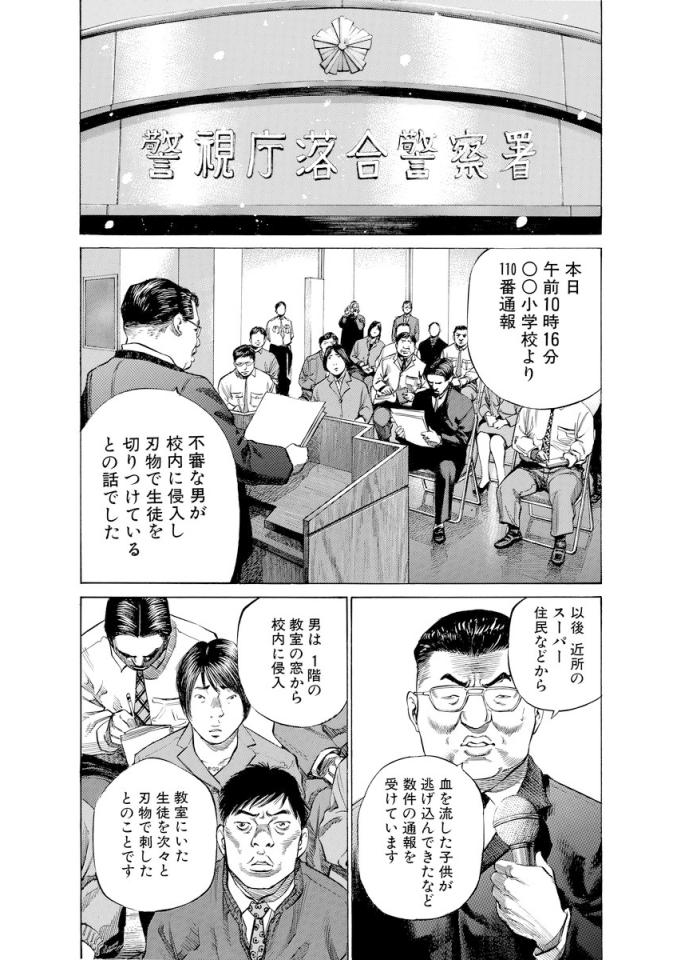 警視庁落合警察署
本日
午前10時16分
〇〇小学校より
110番通報
不審な男が
校内に侵入し
刃物で生徒を
切りつけている
との話でした
以後 近所の
スーパー
住民などから
血を流した子供が
逃げ込んできたなど
数件の通報を
受けています
男は 1階の
教室の窓から
校内に侵入
教室にいた
生徒を次々と
刃物で刺した
とのことです